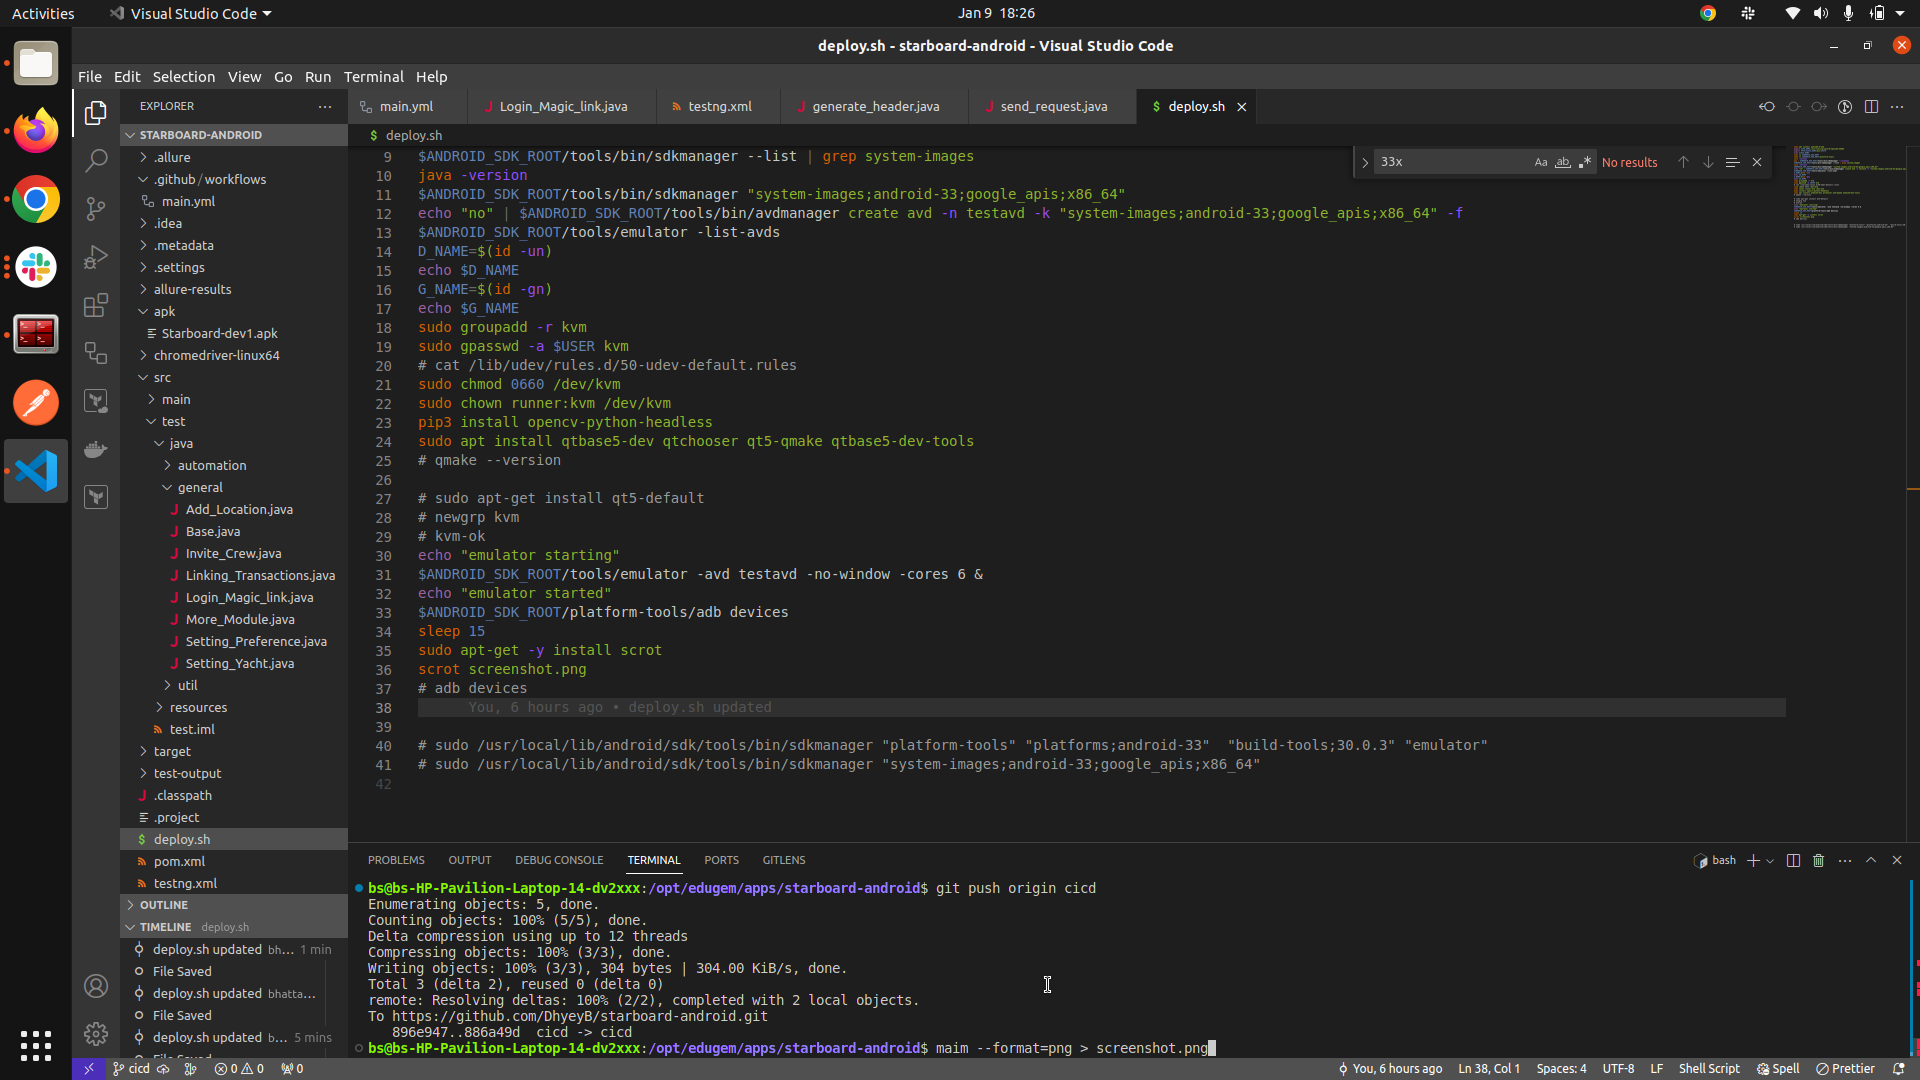 Activities
Visual Studio Code
Jan 9 18:26
deploy.sh - starboard-android - Visual Studio Code
File Edit Selection View Go Run Terminal Help
EXPLORER
main.yml
Login_Magic_link.java
testng.xml
generate_header.java
send_request.java
$ deploy.sh
STARBOARD-ANDROID
.allure
.github/workflows
main.yml
.idea
.metadata
.settings
allure-results
apk
Starboard-dev1.apk
chromedriver-linux64
src
main
test
java
automation
general
Add_Location.java
Base.java
Invite_Crew.java
Linking_Transactions.java
Login_Magic_link.java
More_Module.java
Setting_Preference.java
Setting_Yacht.java
util
resources
test.iml
target
test-output
.classpath
.project
$ deploy.sh
pom.xml
testng.xml
OUTLINE
TIMELINE deploy.sh
deploy.sh updated bh... 1 min
File Saved
deploy.sh updated bhatta...
File Saved
deploy.sh updated b... 5 mins
$ deploy.sh
33x
Aa ab No results
9 $ANDROID_SDK_ROOT/tools/bin/sdkmanager --list | grep system-images
10 java -version
11 $ANDROID_SDK_ROOT/tools/bin/sdkmanager "system-images;android-33;google_apis;x86_64"
12 echo "no" | $ANDROID_SDK_ROOT/tools/bin/avdmanager create avd -n testavd -k "system-images;android-33;google_apis;x86_64" -f
13 $ANDROID_SDK_ROOT/tools/emulator -list-avds
14 D_NAME=$(id -un)
15 echo $D_NAME
16 G_NAME=$(id -gn)
17 echo $G_NAME
18 sudo groupadd -r kvm
19 sudo gpasswd -a $USER kvm
20 # cat /lib/udev/rules.d/50-udev-default.rules
21 sudo chmod 0660 /dev/kvm
22 sudo chown runner:kvm /dev/kvm
23 pip3 install opencv-python-headless
24 sudo apt install qtbase5-dev qtchooser qt5-qmake qtbase5-dev-tools
25 # qmake --version
26
27 # sudo apt-get install qt5-default
28 # newgrp kvm
29 # kvm-ok
30 echo "emulator starting"
31 $ANDROID_SDK_ROOT/tools/emulator -avd testavd -no-window -cores 6 &
32 echo "emulator started"
33 $ANDROID_SDK_ROOT/platform-tools/adb devices
34 sleep 15
35 sudo apt-get -y install scrot
36 scrot screenshot.png
37 # adb devices
38 You, 6 hours ago • deploy.sh updated
39
40 # sudo /usr/local/lib/android/sdk/tools/bin/sdkmanager "platform-tools" "platforms;android-33"  "build-tools;30.0.3" "emulator"
41 # sudo /usr/local/lib/android/sdk/tools/bin/sdkmanager "system-images;android-33;google_apis;x86_64"
42
PROBLEMS OUTPUT DEBUG CONSOLE TERMINAL PORTS GITLENS
bash
bs@bs-HP-Pavilion-Laptop-14-dv2xxx:/opt/edugem/apps/starboard-android$ git push origin cicd
Enumerating objects: 5, done.
Counting objects: 100% (5/5), done.
Delta compression using up to 12 threads
Compressing objects: 100% (3/3), done.
Writing objects: 100% (3/3), 304 bytes | 304.00 KiB/s, done.
Total 3 (delta 2), reused 0 (delta 0)
remote: Resolving deltas: 100% (2/2), completed with 2 local objects.
To https://github.com/DhyeyB/starboard-android.git
896e947..886a49d  cicd -> cicd
bs@bs-HP-Pavilion-Laptop-14-dv2xxx:/opt/edugem/apps/starboard-android$ maim --format=png > screenshot.png
cicd
0 0
0
You, 6 hours ago
Ln 38, Col 1
Spaces: 4
UTF-8
LF
Shell Script
Spell
Prettier